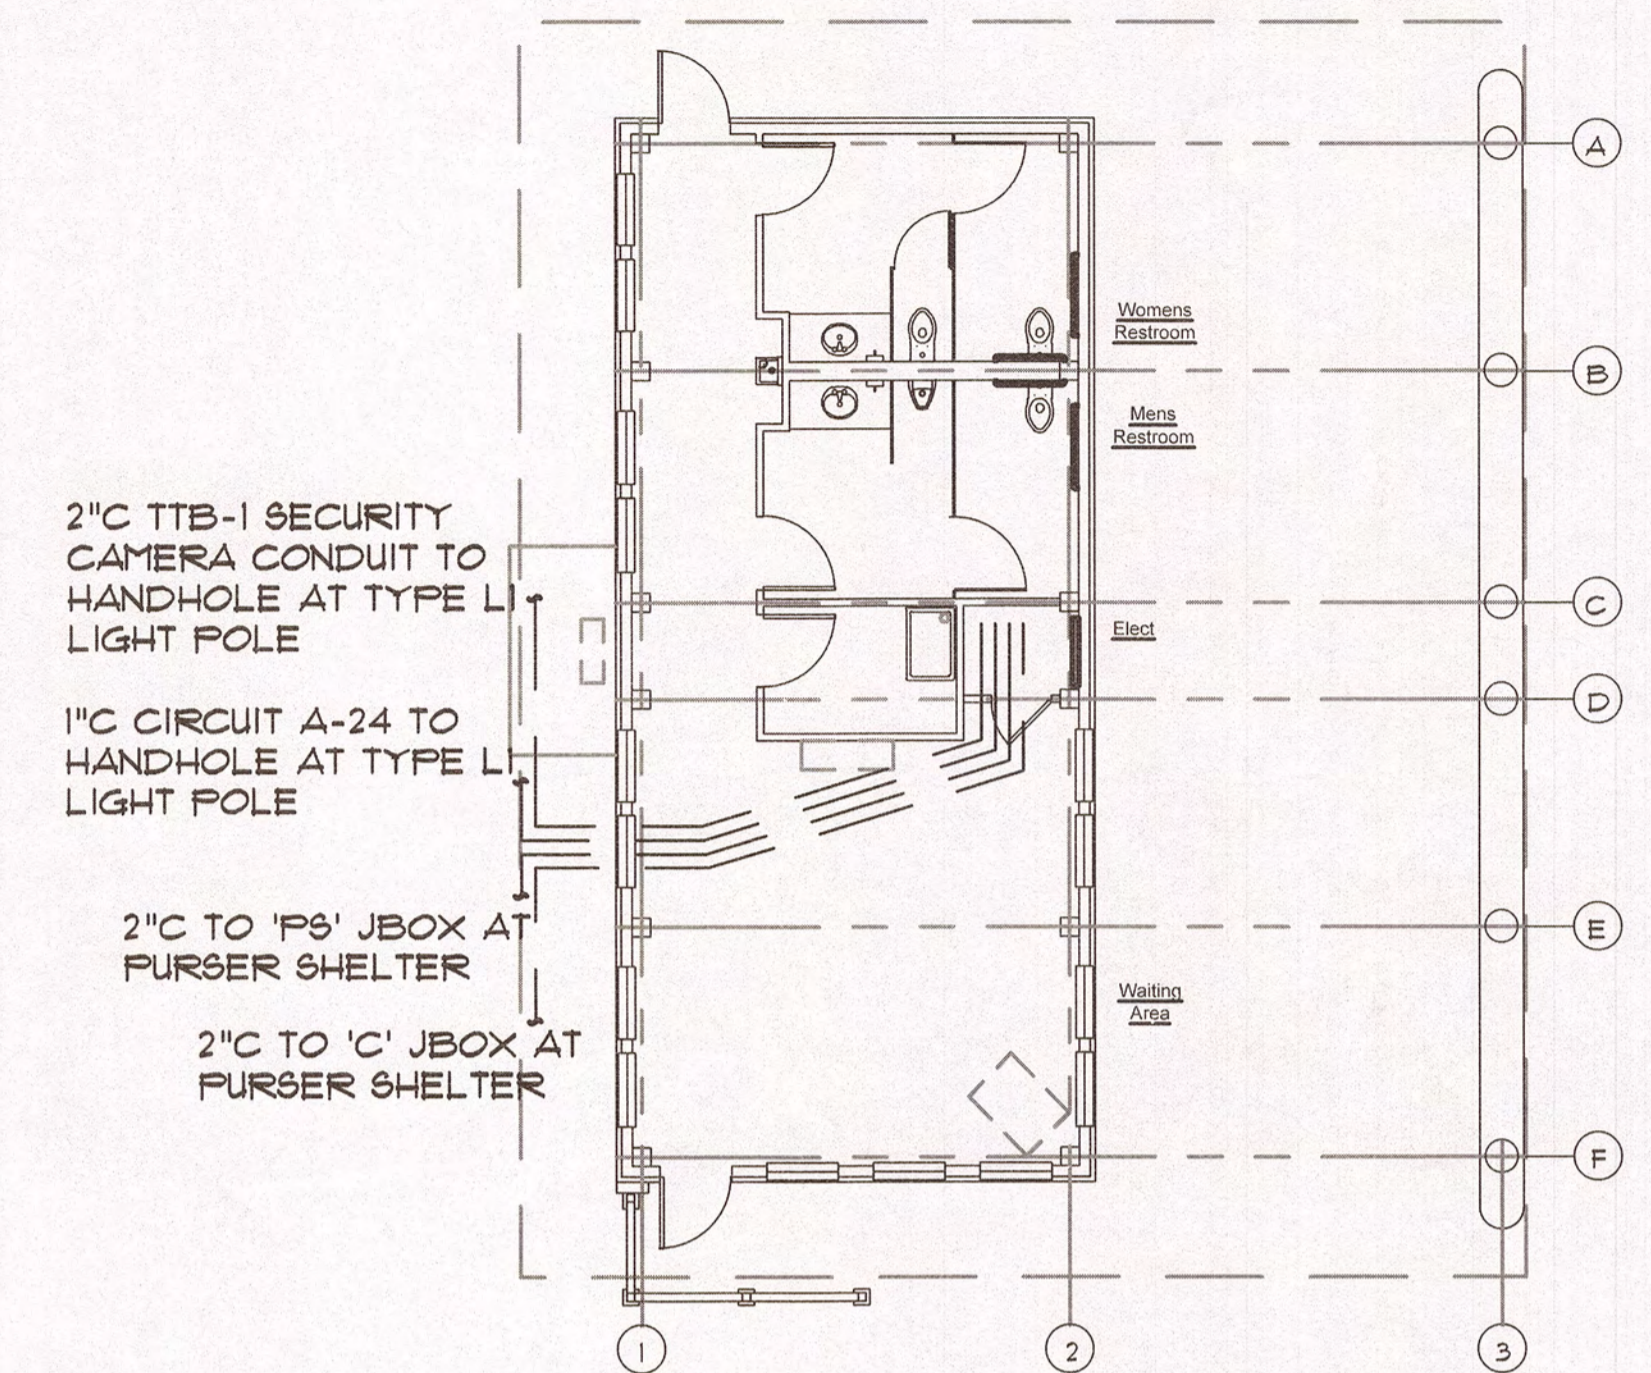 A
Womens
Restroom
B
Mens
Restroom
2"C TTB-1 SECURITY
CAMERA CONDUIT TO
HANDHOLE AT TYPE L1
LIGHT POLE
C
Elect
D
1"C CIRCUIT A-24 TO
HANDHOLE AT TYPE L1
LIGHT POLE
2"C TO 'PS' JBOX AT
PURSER SHELTER
E
Waiting
Area
2"C TO 'C' JBOX AT
PURSER SHELTER
F
1
2
3